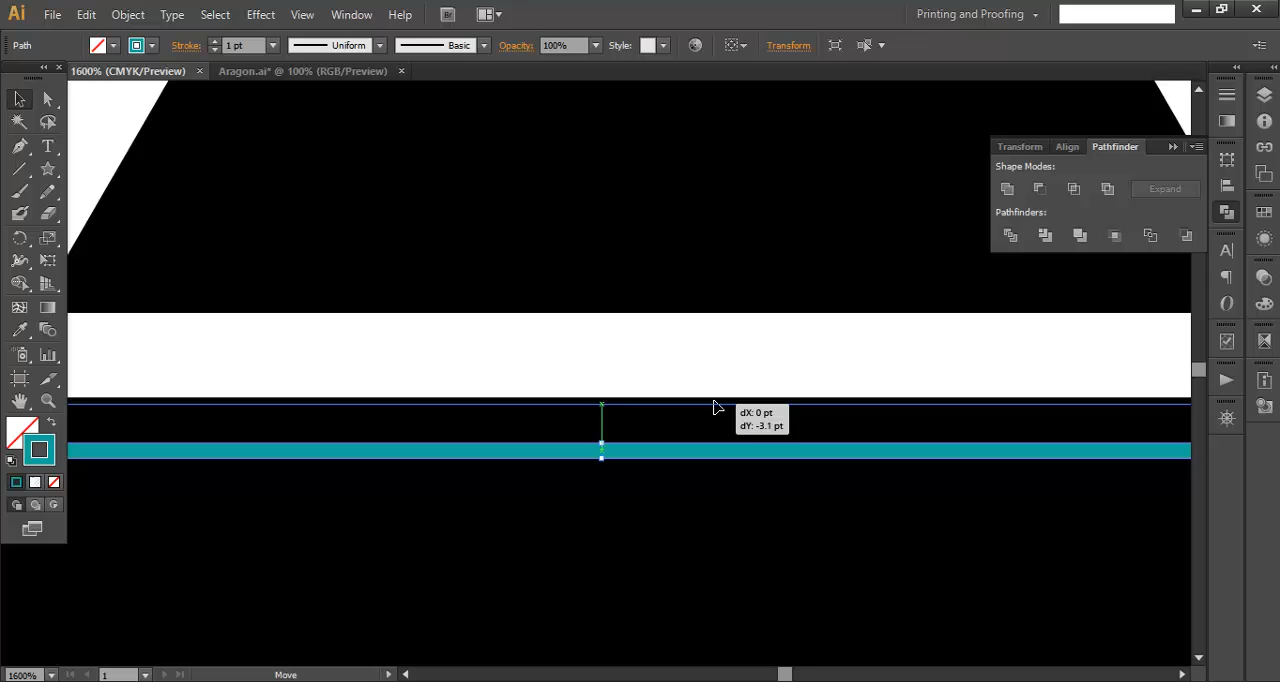 Ai File Edit Object Type Select Effect View Window Help Br Printing and Proofing
Path Stroke: 1 pt Uniform Basic Opacity: 100% Style: Transform
1600% (CMYK/Preview) × Aragon.ai* @ 100% (RGB/Preview) ×
Transform Align Pathfinder
Shape Modes:
Expand
Pathfinders:
dX: 0 pt
dY: -3.1 pt
1600% 1 Move